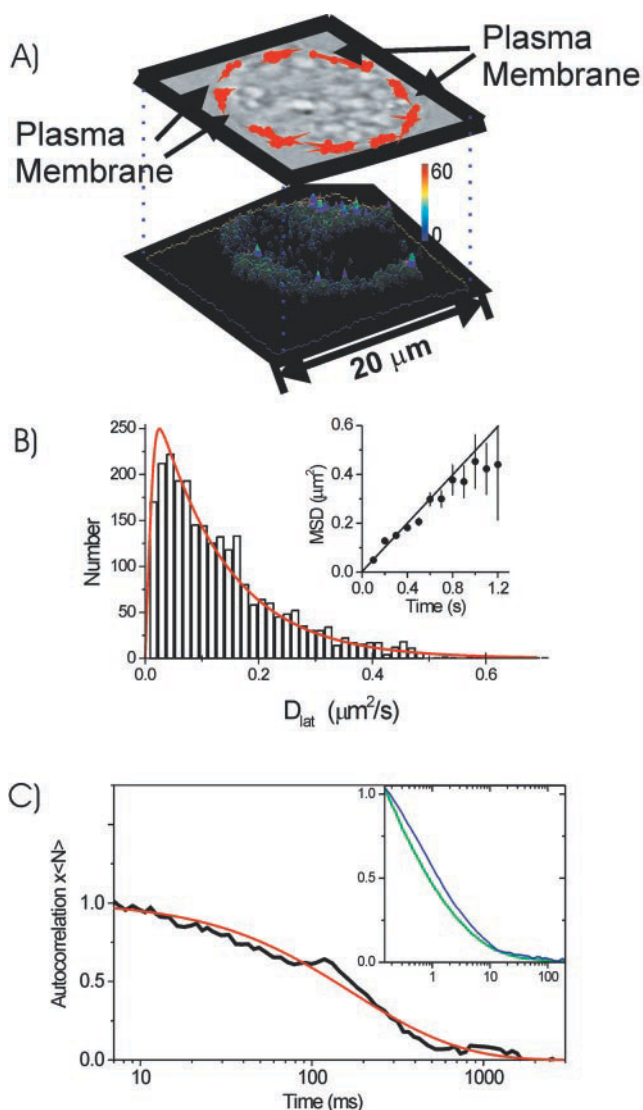 A)
Plasma
Membrane
Plasma
Membrane
60
0
20 μm
B)
Number
250
200
150
100
50
0
0.0
0.2
0.4
0.6
D_lat (μm²/s)
MSD (μm²)
0.6
0.4
0.2
0.0
0.0
0.4
0.8
1.2
Time (s)
C)
Autocorrelation x<N>
1.0
0.5
0.0
10
100
1000
Time (ms)
1.0
0.5
0.0
1
10
100